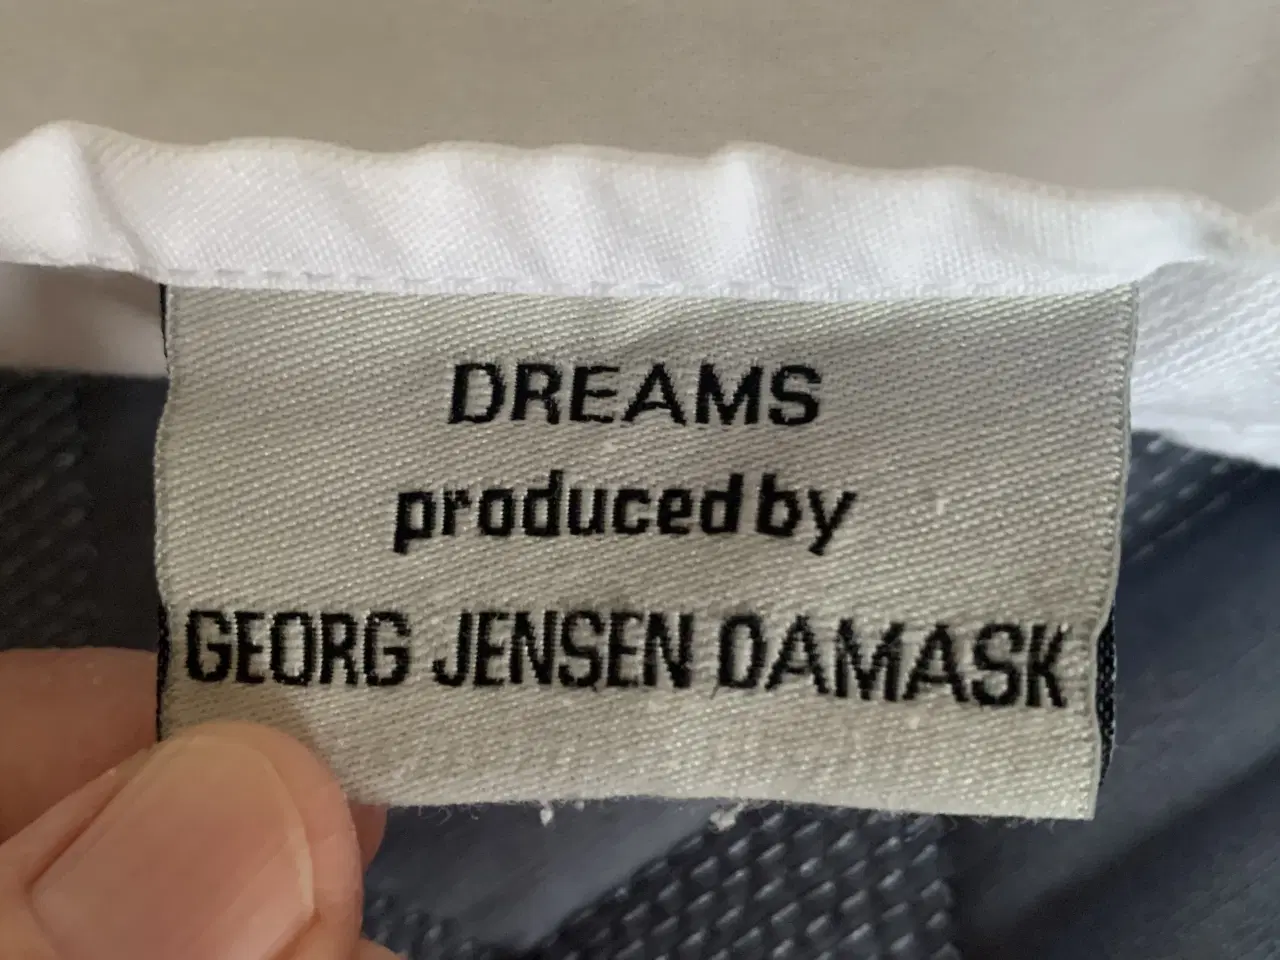 DREAMS
produced by
GEORG JENSEN DAMASK